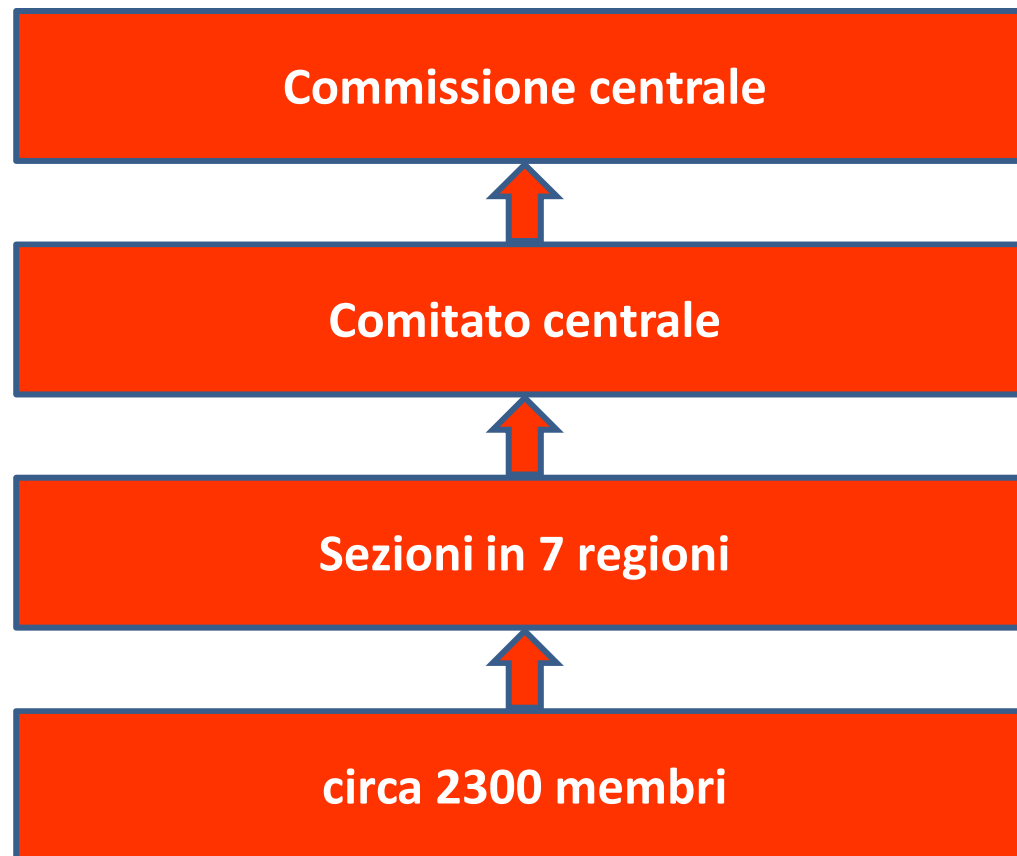 Commissione centrale
Comitato centrale
Sezioni in 7 regioni
circa 2300 membri